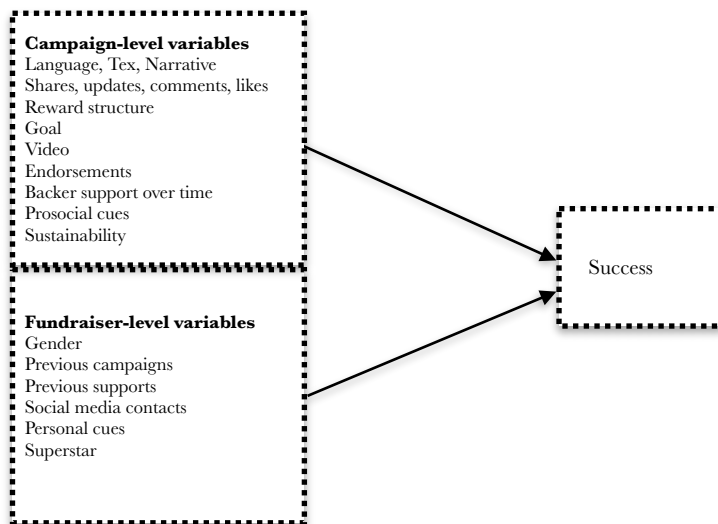 Campaign-level variables
Language, Tex, Narrative
Shares, updates, comments, likes
Reward structure
Goal
Video
Endorsements
Backer support over time
Prosocial cues
Sustainability
Fundraiser-level variables
Gender
Previous campaigns
Previous supports
Social media contacts
Personal cues
Superstar
Success